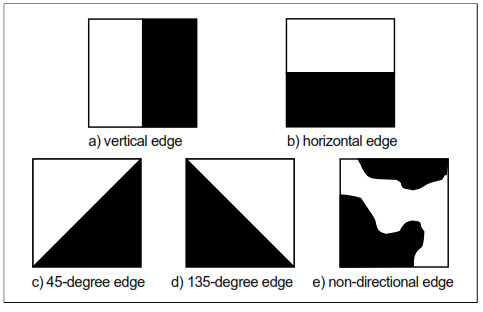 a) vertical edge
b) horizontal edge
c) 45-degree edge
d) 135-degree edge
e) non-directional edge